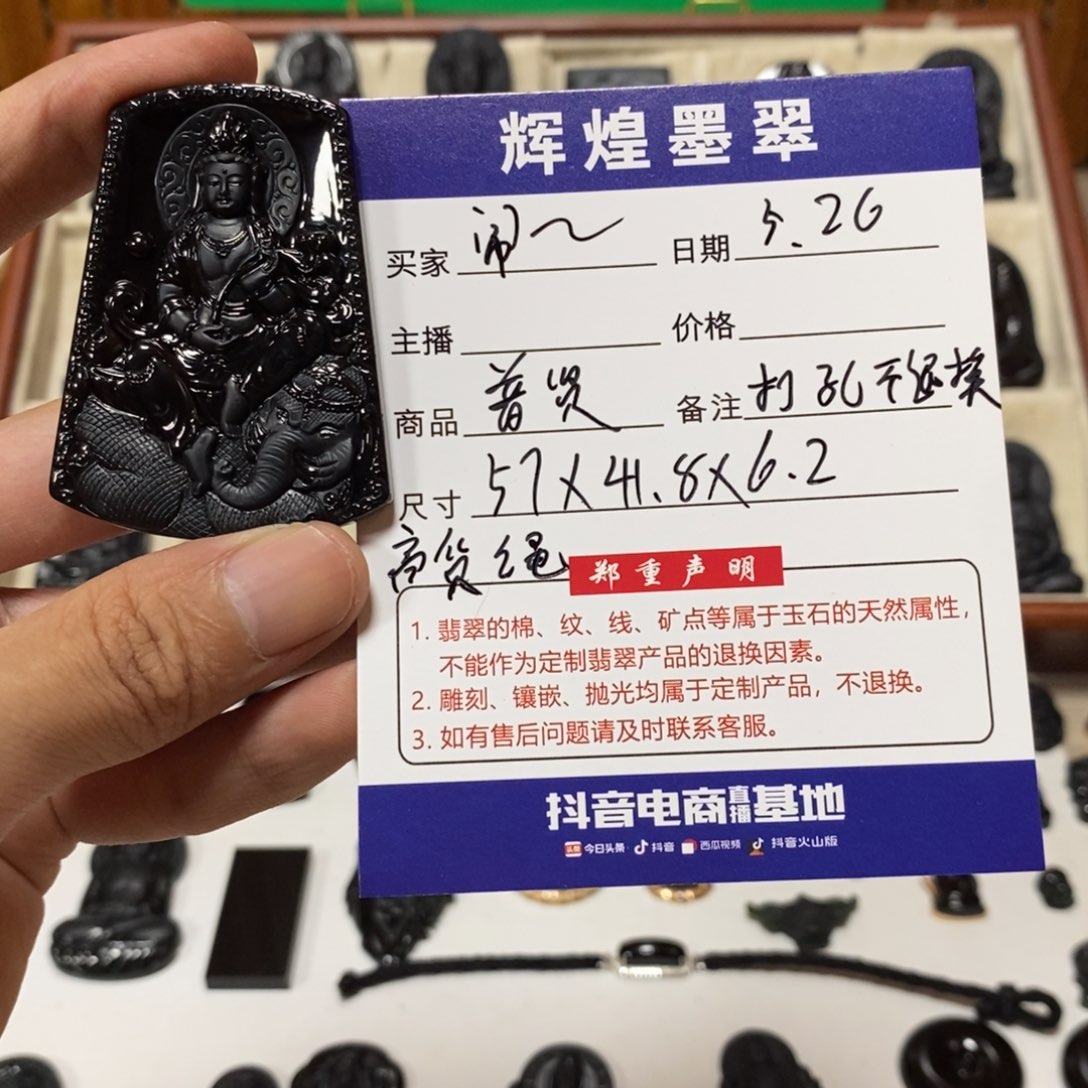 辉煌墨翠
买家 闹~ 日期 5.26
主播 价格
商品 普贤 备注 打孔不退换
尺寸 57X41.8X6.2
高货绳
郑重声明
1. 翡翠的棉、纹、线、矿点等属于玉石的天然属性，
不能作为定制翡翠产品的退换因素。
2. 雕刻、镶嵌、抛光均属于定制产品，不退换。
3. 如有售后问题请及时联系客服。
抖音电商直播基地
头条 今日头条 抖音 西瓜视频 抖音火山版